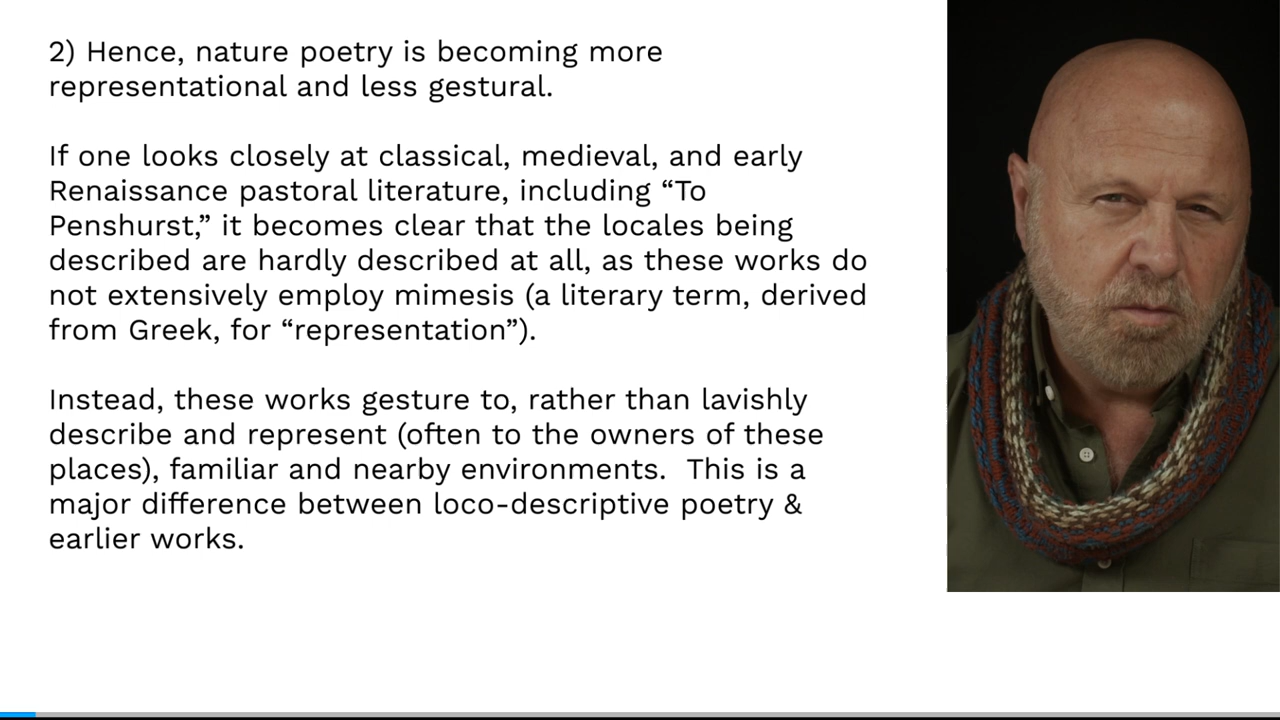 2) Hence, nature poetry is becoming more
representational and less gestural.
If one looks closely at classical, medieval, and early
Renaissance pastoral literature, including “To
Penshurst,” it becomes clear that the locales being
described are hardly described at all, as these works do
not extensively employ mimesis (a literary term, derived
from Greek, for “representation”).
Instead, these works gesture to, rather than lavishly
describe and represent (often to the owners of these
places), familiar and nearby environments.  This is a
major difference between loco-descriptive poetry &
earlier works.